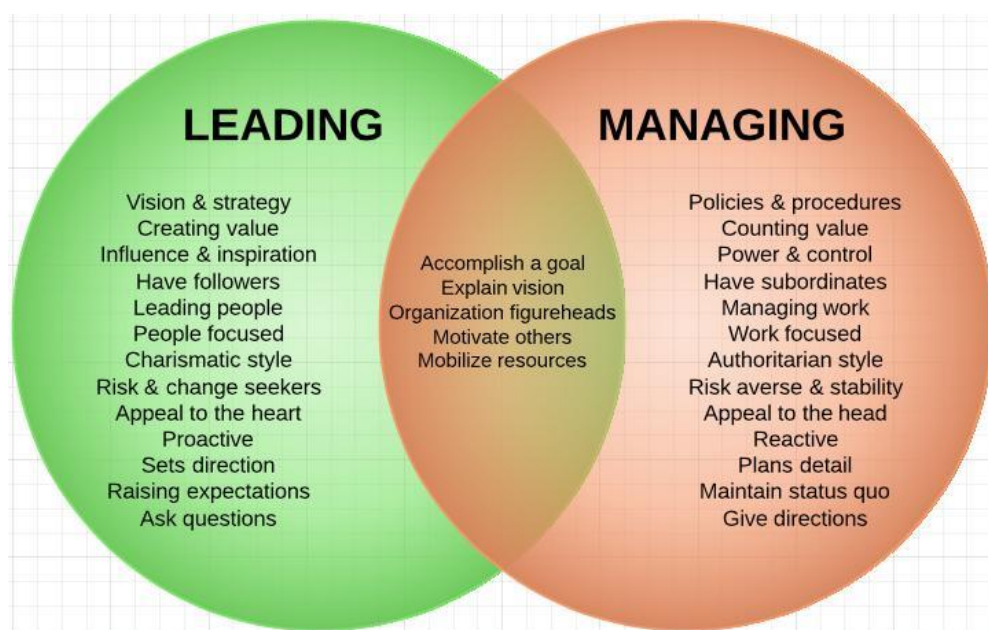 LEADING
Vision & strategy
Creating value
Influence & inspiration
Have followers
Leading people
People focused
Charismatic style
Risk & change seekers
Appeal to the heart
Proactive
Sets direction
Raising expectations
Ask questions
Accomplish a goal
Explain vision
Organization figureheads
Motivate others
Mobilize resources
MANAGING
Policies & procedures
Counting value
Power & control
Have subordinates
Managing work
Work focused
Authoritarian style
Risk averse & stability
Appeal to the head
Reactive
Plans detail
Maintain status quo
Give directions